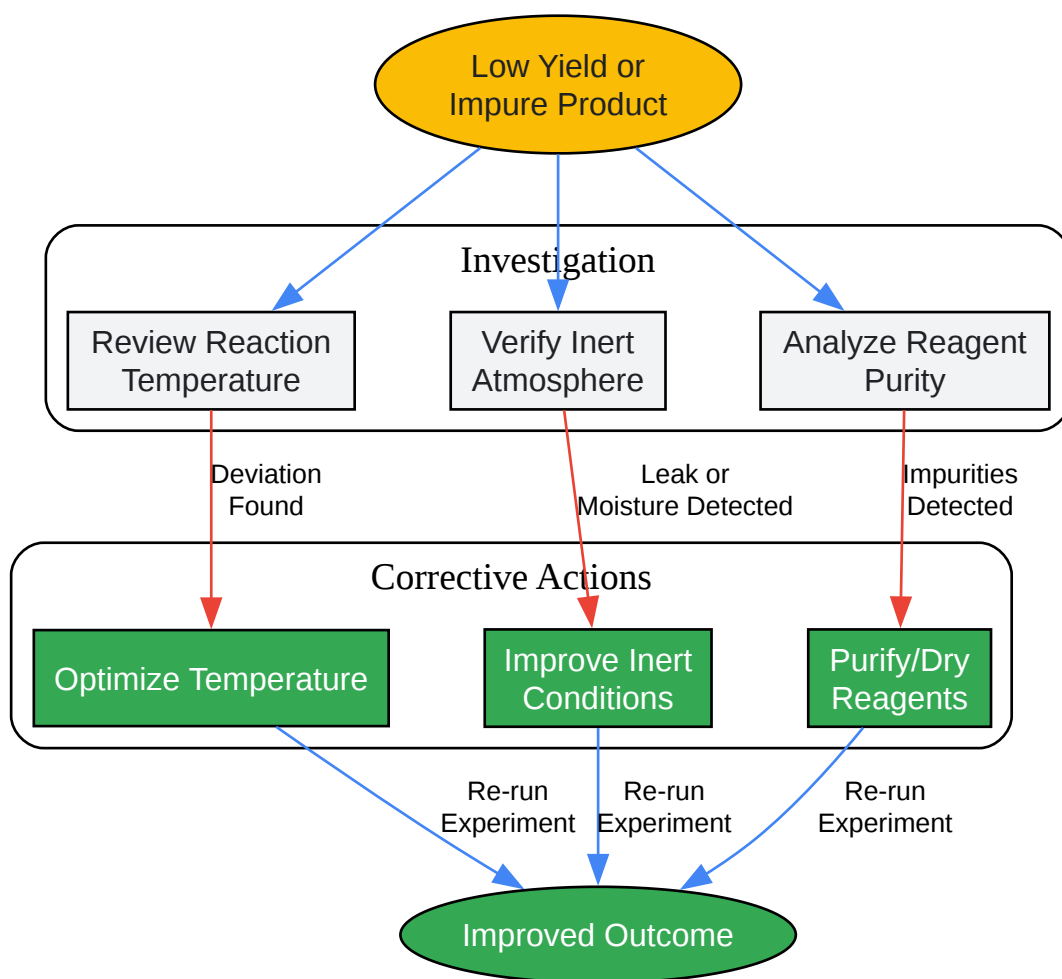 Low Yield or
Impure Product
Investigation
Review Reaction
Temperature
Verify Inert
Atmosphere
Analyze Reagent
Purity
Deviation
Found
Leak or
Moisture Detected
Impurities
Detected
Corrective Actions
Optimize Temperature
Improve Inert
Conditions
Purify/Dry
Reagents
Re-run
Experiment
Re-run
Experiment
Re-run
Experiment
Improved Outcome